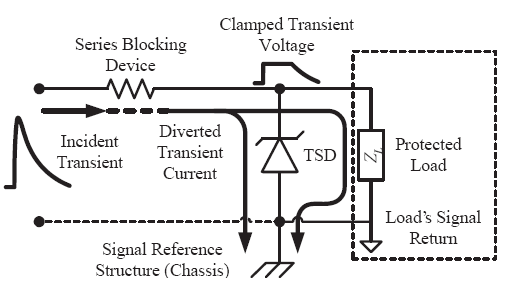 Clamped Transient
Voltage
Series Blocking
Device
Incident
Transient
Diverted
Transient
Current
TSD
Z_L
Protected
Load
Load's Signal
Return
Signal Reference
Structure (Chassis)